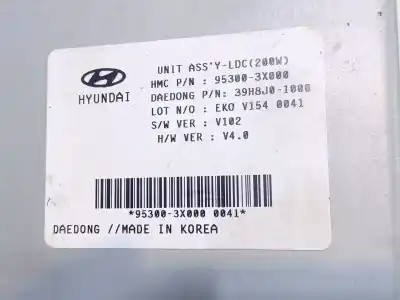 UNIT ASS'Y-LDC(200W)
HMC P/N : 95300-3X000
HYUNDAI
DAEDONG P/N: 39H8J0-1000
LOT N/O : EKO V154 0041
S/W VER : V102
H/W VER : V4.0
*95300-3X000 0041*
DAEDONG //MADE IN KOREA